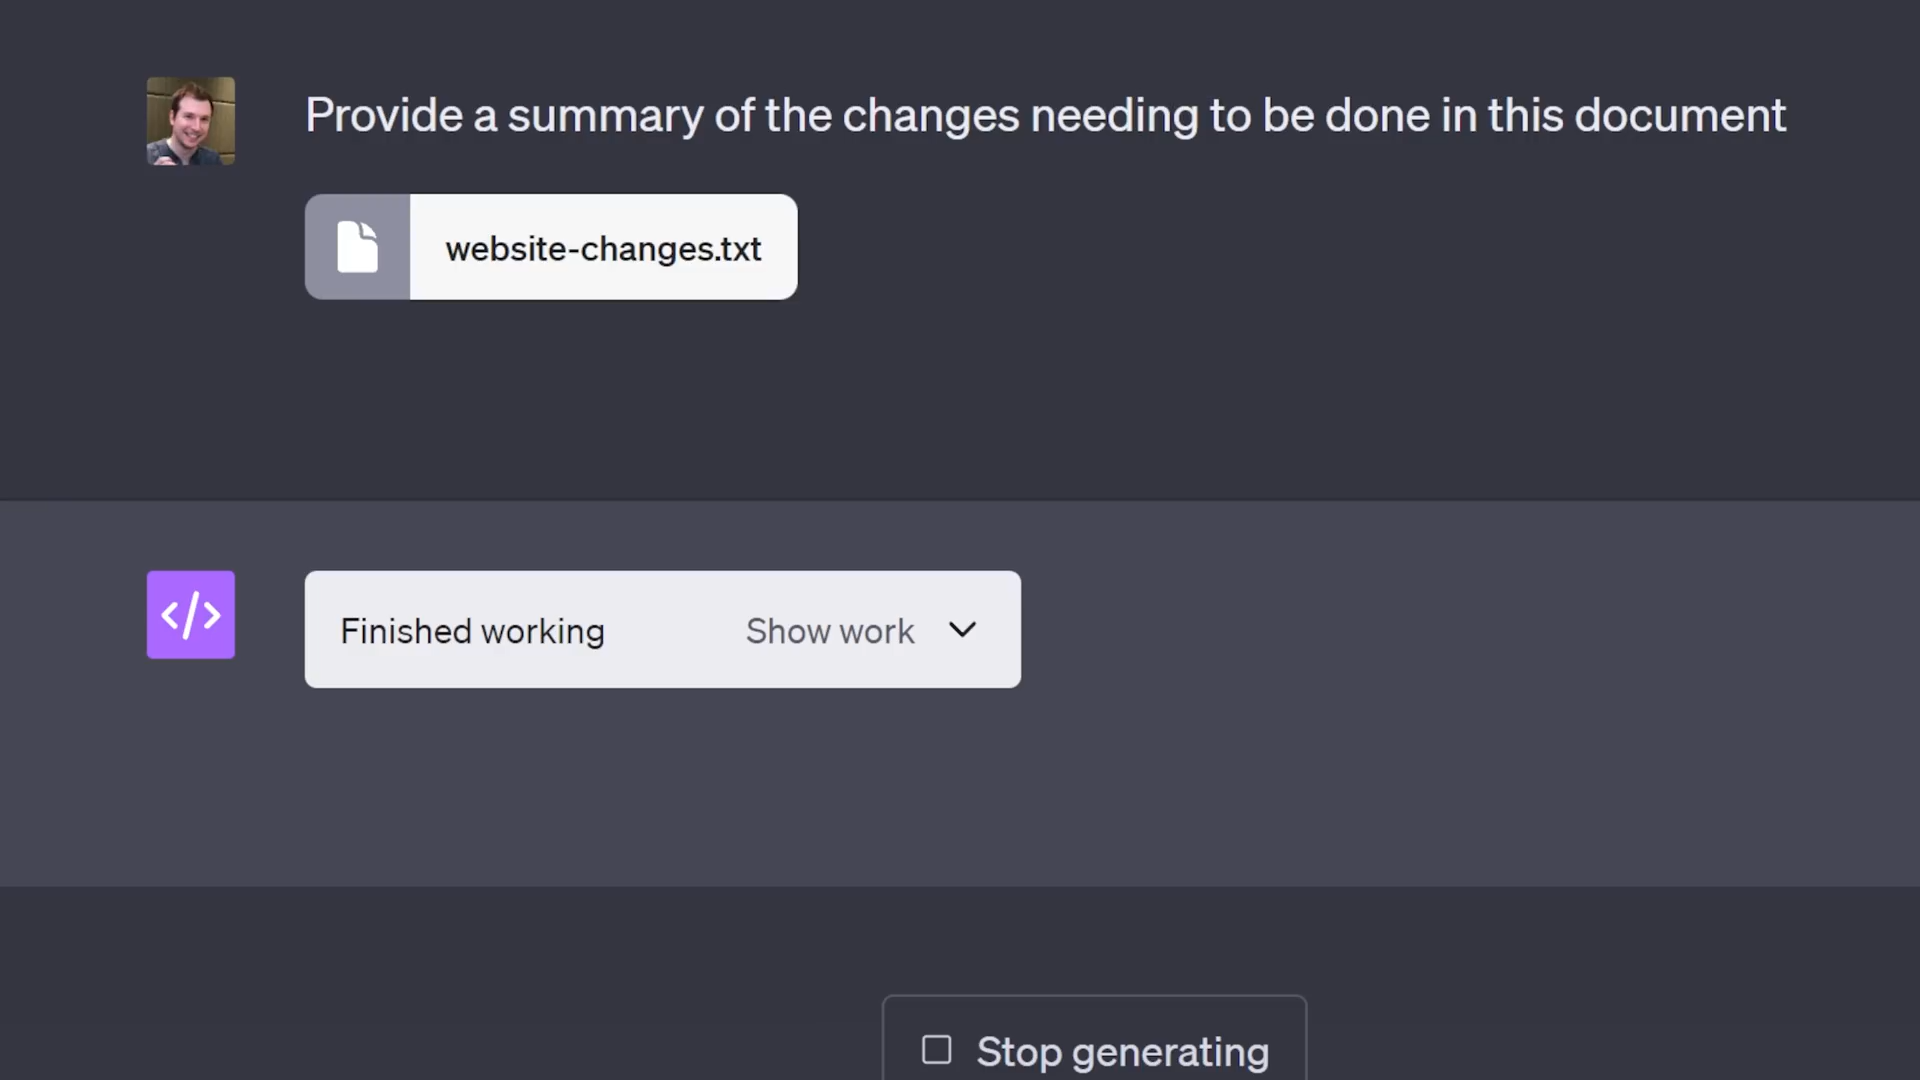 Provide a summary of the changes needing to be done in this document
website-changes.txt
</>
Finished working Show work
Stop generating